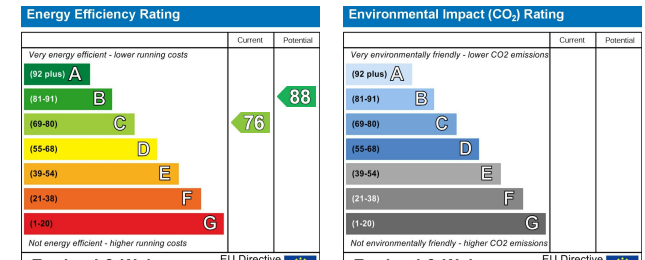 Energy Efficiency Rating
Current Potential
Very energy efficient - lower running costs
(92 plus) A
(81-91) B 88
(69-80) C 76
(55-68) D
(39-54) E
(21-38) F
(1-20) G
Not energy efficient - higher running costs
EU Directive
Environmental Impact (CO2) Rating
Current Potential
Very environmentally friendly - lower CO2 emissions
(92 plus) A
(81-91) B
(69-80) C
(55-68) D
(39-54) E
(21-38) F
(1-20) G
Not environmentally friendly - higher CO2 emissions
EU Directive